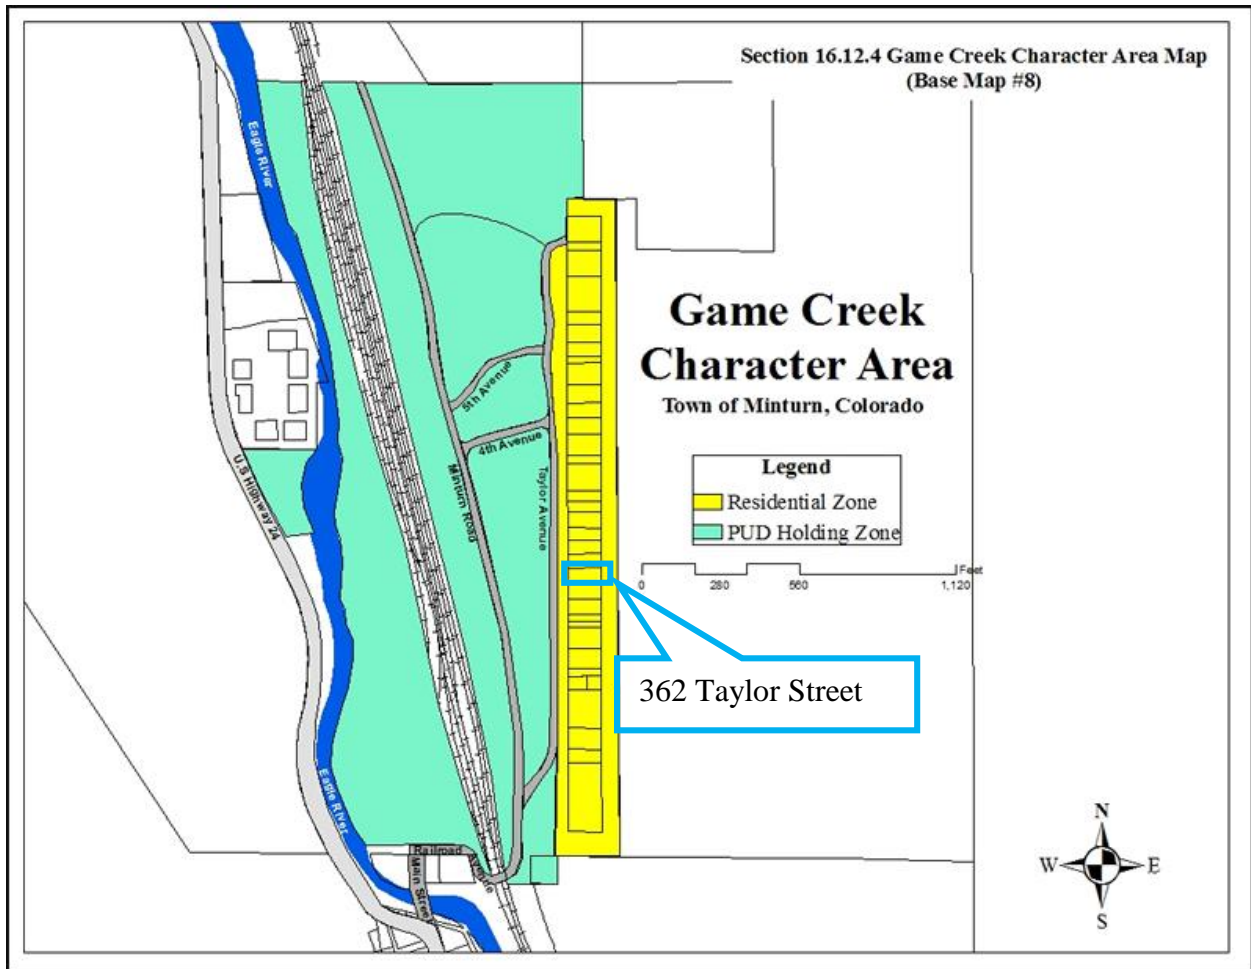 Section 16.12.4 Game Creek Character Area Map
(Base Map #8)
Eagle River
Game Creek
Character Area
Town of Minturn, Colorado
5th Avenue
4th Avenue
U.S Highway 24
Minturn Road
Taylor Avenue
Legend
Residential Zone
PUD Holding Zone
Feet
0 280 560 1,120
362 Taylor Street
Eagle River
Railroad Avenue
Main Street
N
W E
S